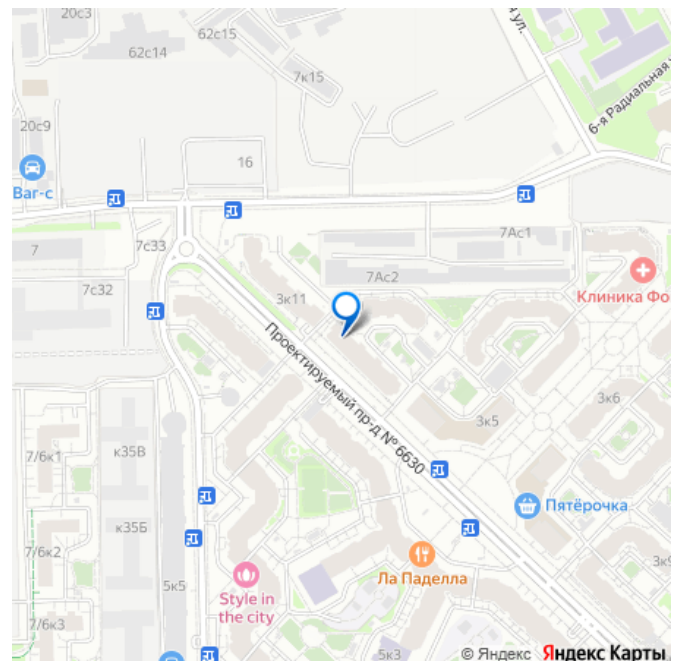 20с3
62с15
62с14
7к15
н ул.
6-я Радиальная
20с9
16
Ваг-с
7
7с33
7Ас1
7Ас2
7с32
3к11
Клиника Фо
Проектируемый пр-д № 6630
3к6
3к5
7/6к1
к35В
Пятёрочка
к35Б
7/6к2
3к9
Ла Паделла
5к5
Style in
the city
7/6к3
5к3
© Яндекс Яндекс Карты